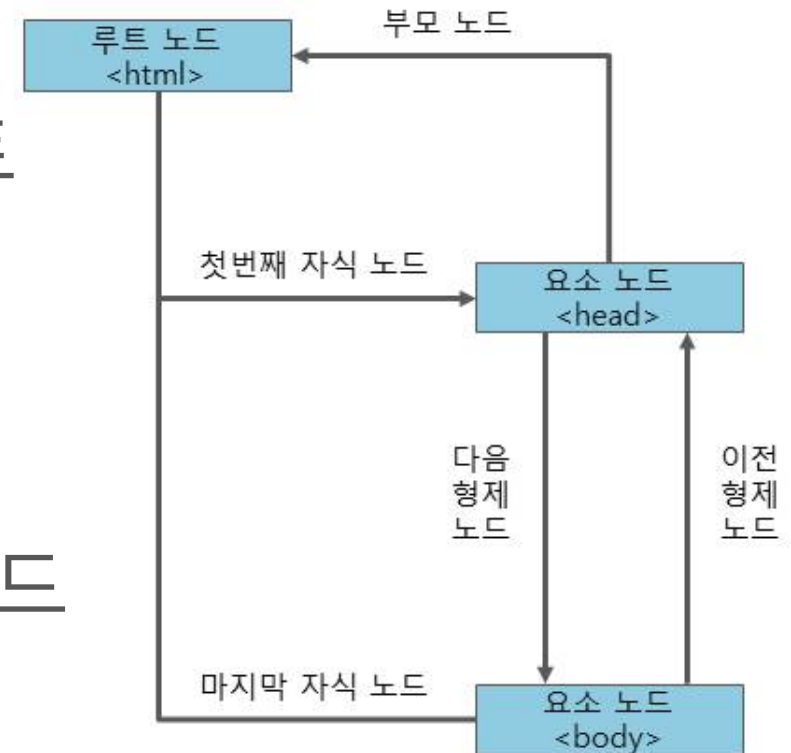 부모 노드
루트 노드
<html>
첫번째 자식 노드
요소 노드
<head>
다음
형제
노드
이전
형제
노드
드
마지막 자식 노드
요소 노드
<body>